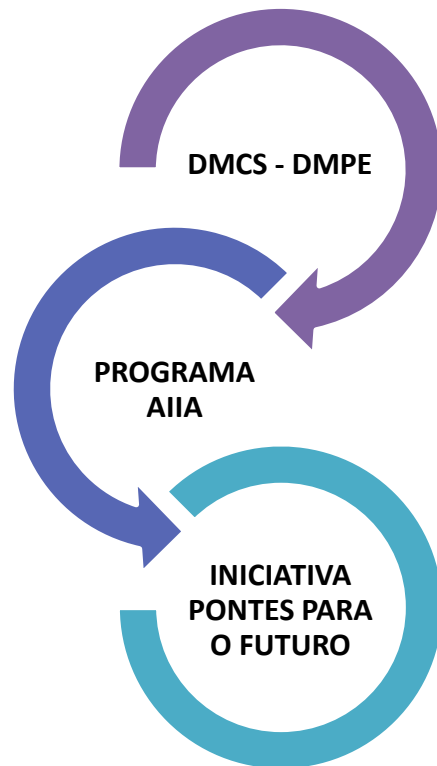 DMCS - DMPE
PROGRAMA
AIIA
INICIATIVA
PONTES PARA
O FUTURO